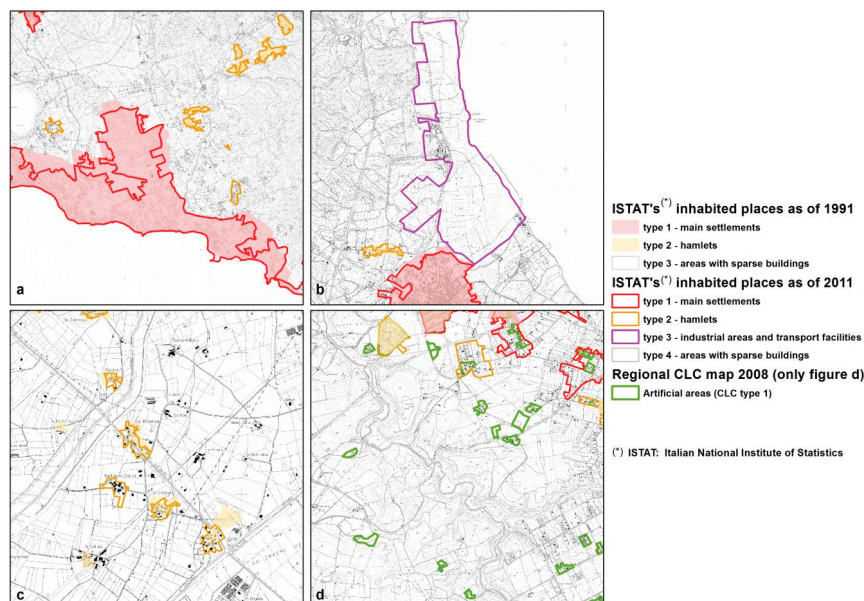 a
b
c
d
ISTAT's(*) inhabited places as of 1991
type 1 - main settlements
type 2 - hamlets
type 3 - areas with sparse buildings
ISTAT's(*) inhabited places as of 2011
type 1 - main settlements
type 2 - hamlets
type 3 - industrial areas and transport facilities
type 4 - areas with sparse buildings
Regional CLC map 2008 (only figure d)
Artificial areas (CLC type 1)
(*) ISTAT: Italian National Institute of Statistics